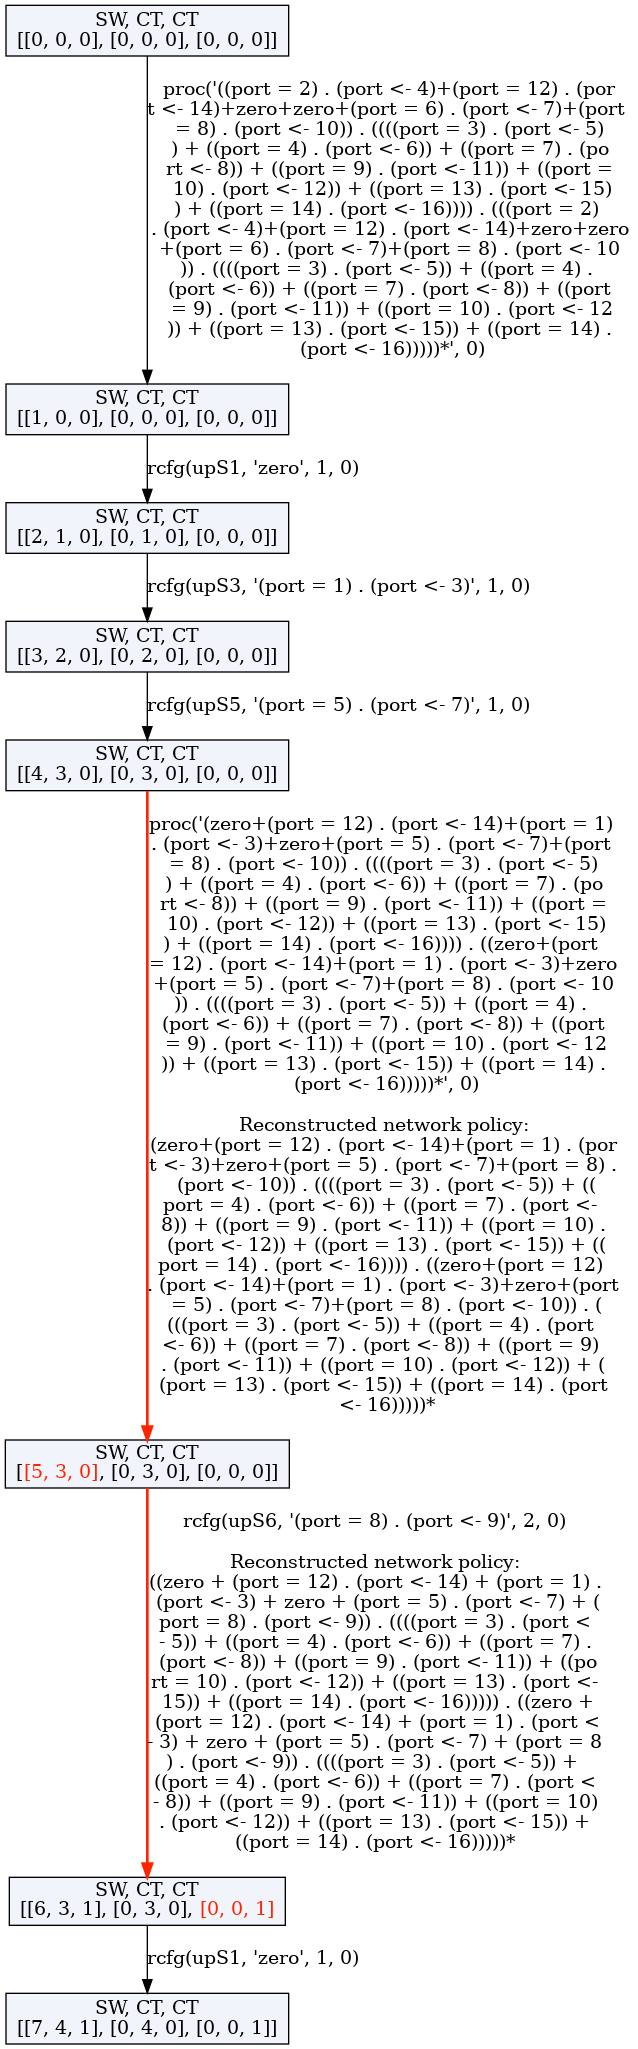 SW, CT, CT
[[0, 0, 0], [0, 0, 0], [0, 0, 0]]
proc('((port = 2) . (port <- 4)+(port = 12) . (por
t <- 14)+zero+zero+(port = 6) . (port <- 7)+(port
= 8) . (port <- 10)) . ((((port = 3) . (port <- 5)
) + ((port = 4) . (port <- 6)) + ((port = 7) . (po
rt <- 8)) + ((port = 9) . (port <- 11)) + ((port =
10) . (port <- 12)) + ((port = 13) . (port <- 15)
) + ((port = 14) . (port <- 16)))) . (((port = 2)
. (port <- 4)+(port = 12) . (port <- 14)+zero+zero
+(port = 6) . (port <- 7)+(port = 8) . (port <- 10
)) . ((((port = 3) . (port <- 5)) + ((port = 4) .
(port <- 6)) + ((port = 7) . (port <- 8)) + ((port
= 9) . (port <- 11)) + ((port = 10) . (port <- 12
)) + ((port = 13) . (port <- 15)) + ((port = 14) .
(port <- 16)))))*', 0)
SW, CT, CT
[[1, 0, 0], [0, 0, 0], [0, 0, 0]]
rcfg(upS1, 'zero', 1, 0)
SW, CT, CT
[[2, 1, 0], [0, 1, 0], [0, 0, 0]]
rcfg(upS3, '(port = 1) . (port <- 3)', 1, 0)
SW, CT, CT
[[3, 2, 0], [0, 2, 0], [0, 0, 0]]
rcfg(upS5, '(port = 5) . (port <- 7)', 1, 0)
SW, CT, CT
[[4, 3, 0], [0, 3, 0], [0, 0, 0]]
proc('(zero+(port = 12) . (port <- 14)+(port = 1)
. (port <- 3)+zero+(port = 5) . (port <- 7)+(port
= 8) . (port <- 10)) . ((((port = 3) . (port <- 5)
) + ((port = 4) . (port <- 6)) + ((port = 7) . (po
rt <- 8)) + ((port = 9) . (port <- 11)) + ((port =
10) . (port <- 12)) + ((port = 13) . (port <- 15)
) + ((port = 14) . (port <- 16)))) . ((zero+(port
= 12) . (port <- 14)+(port = 1) . (port <- 3)+zero
+(port = 5) . (port <- 7)+(port = 8) . (port <- 10
)) . ((((port = 3) . (port <- 5)) + ((port = 4) .
(port <- 6)) + ((port = 7) . (port <- 8)) + ((port
= 9) . (port <- 11)) + ((port = 10) . (port <- 12
)) + ((port = 13) . (port <- 15)) + ((port = 14) .
(port <- 16)))))*', 0)
Reconstructed network policy:
(zero+(port = 12) . (port <- 14)+(port = 1) . (por
t <- 3)+zero+(port = 5) . (port <- 7)+(port = 8) .
(port <- 10)) . ((((port = 3) . (port <- 5)) + ((
port = 4) . (port <- 6)) + ((port = 7) . (port <-
8)) + ((port = 9) . (port <- 11)) + ((port = 10) .
(port <- 12)) + ((port = 13) . (port <- 15)) + ((
port = 14) . (port <- 16)))) . ((zero+(port = 12)
. (port <- 14)+(port = 1) . (port <- 3)+zero+(port
= 5) . (port <- 7)+(port = 8) . (port <- 10)) . (
(((port = 3) . (port <- 5)) + ((port = 4) . (port
<- 6)) + ((port = 7) . (port <- 8)) + ((port = 9)
. (port <- 11)) + ((port = 10) . (port <- 12)) + (
(port = 13) . (port <- 15)) + ((port = 14) . (port
<- 16)))))*
SW, CT, CT
[[5, 3, 0], [0, 3, 0], [0, 0, 0]]
rcfg(upS6, '(port = 8) . (port <- 9)', 2, 0)
Reconstructed network policy:
((zero + (port = 12) . (port <- 14) + (port = 1) .
(port <- 3) + zero + (port = 5) . (port <- 7) + (
port = 8) . (port <- 9)) . ((((port = 3) . (port <
- 5)) + ((port = 4) . (port <- 6)) + ((port = 7) .
(port <- 8)) + ((port = 9) . (port <- 11)) + ((po
rt = 10) . (port <- 12)) + ((port = 13) . (port <-
15)) + ((port = 14) . (port <- 16))))) . ((zero +
(port = 12) . (port <- 14) + (port = 1) . (port <
- 3) + zero + (port = 5) . (port <- 7) + (port = 8
) . (port <- 9)) . ((((port = 3) . (port <- 5)) +
((port = 4) . (port <- 6)) + ((port = 7) . (port <
- 8)) + ((port = 9) . (port <- 11)) + ((port = 10)
. (port <- 12)) + ((port = 13) . (port <- 15)) +
((port = 14) . (port <- 16)))))*
SW, CT, CT
[[6, 3, 1], [0, 3, 0], [0, 0, 1]]
rcfg(upS1, 'zero', 1, 0)
SW, CT, CT
[[7, 4, 1], [0, 4, 0], [0, 0, 1]]